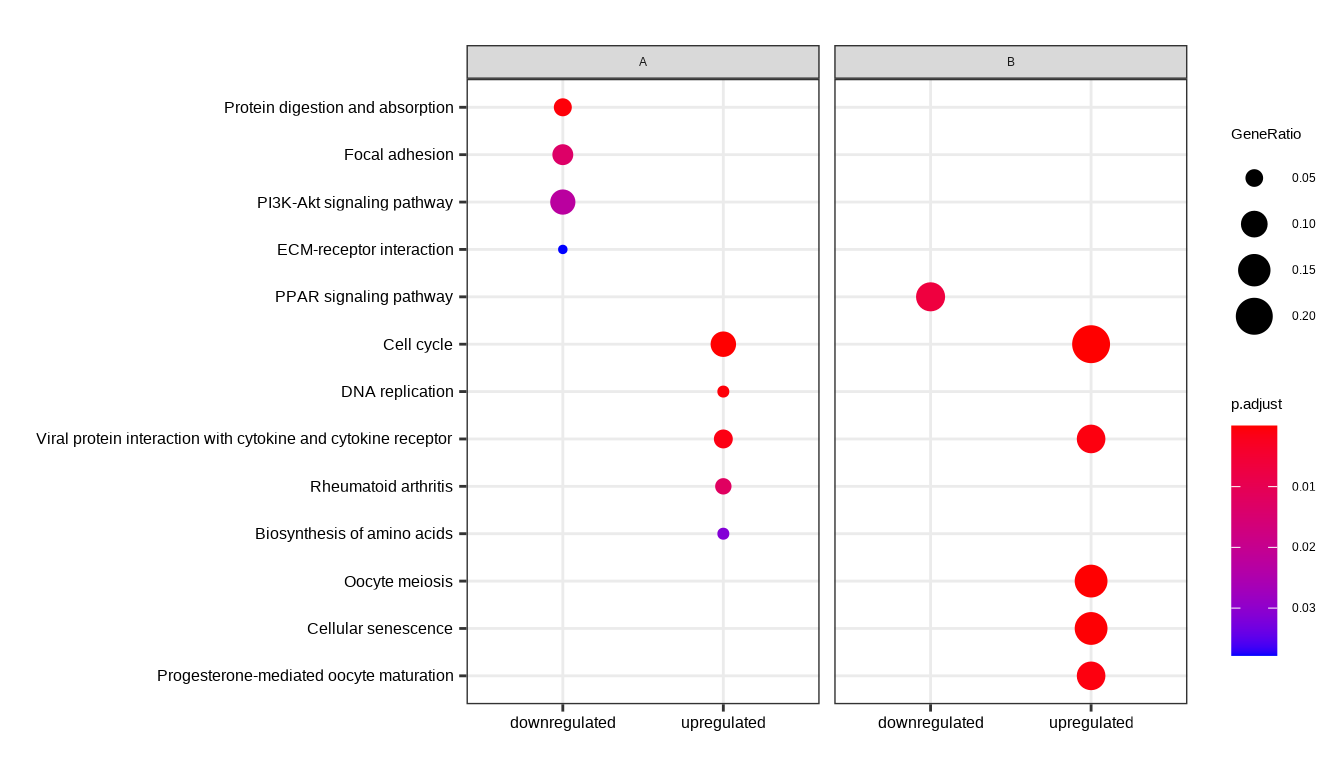 A
B
Protein digestion and absorption
Focal adhesion
PI3K-Akt signaling pathway
ECM-receptor interaction
PPAR signaling pathway
Cell cycle
DNA replication
Viral protein interaction with cytokine and cytokine receptor
Rheumatoid arthritis
Biosynthesis of amino acids
Oocyte meiosis
Cellular senescence
Progesterone-mediated oocyte maturation
downregulated upregulated downregulated upregulated
GeneRatio
0.05
0.10
0.15
0.20
p.adjust
0.01
0.02
0.03